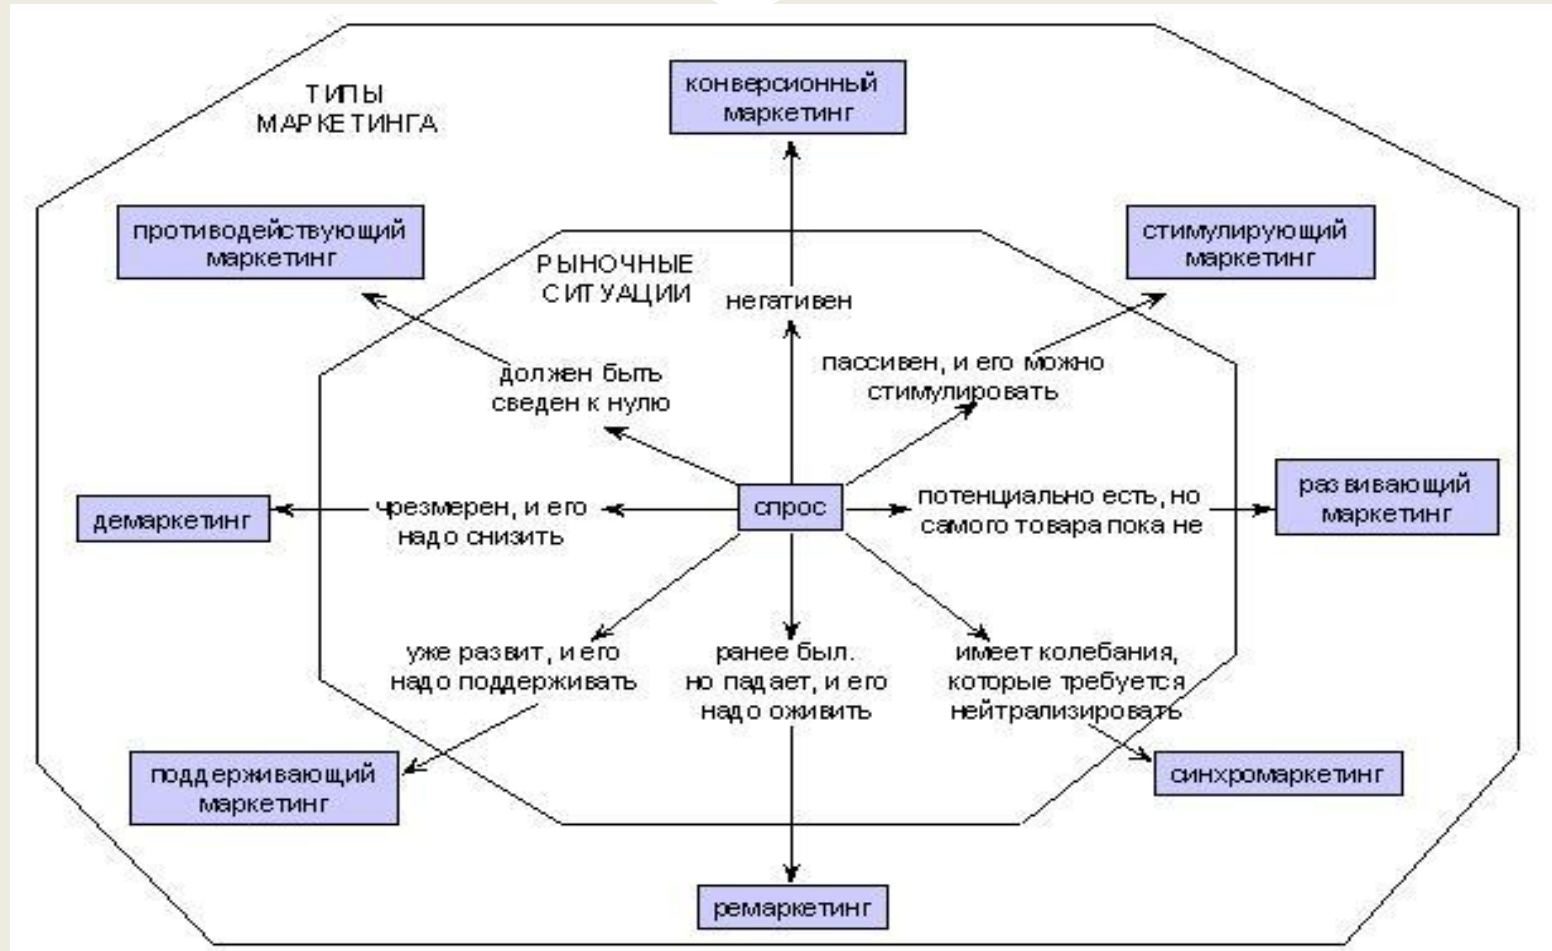 ТИПЫ
МАРКЕТИНГА
конверсионный
маркетинг
противодействующий
маркетинг
стимулирующий
маркетинг
РЫНОЧНЫЕ
СИТУАЦИИ
негативен
пассивен, и его можно
стимулировать
должен быть
сведен к нулю
демаркетинг
чрезмерен, и его
надо снизить
спрос
потенциально есть, но
самого товара пока не
развивающий
маркетинг
уже развит, и его
надо поддерживать
ранее был.
но падает, и его
надо оживить
имеет колебания,
которые требуется
нейтрализировать
поддерживающий
маркетинг
синхромаркетинг
ремаркетинг